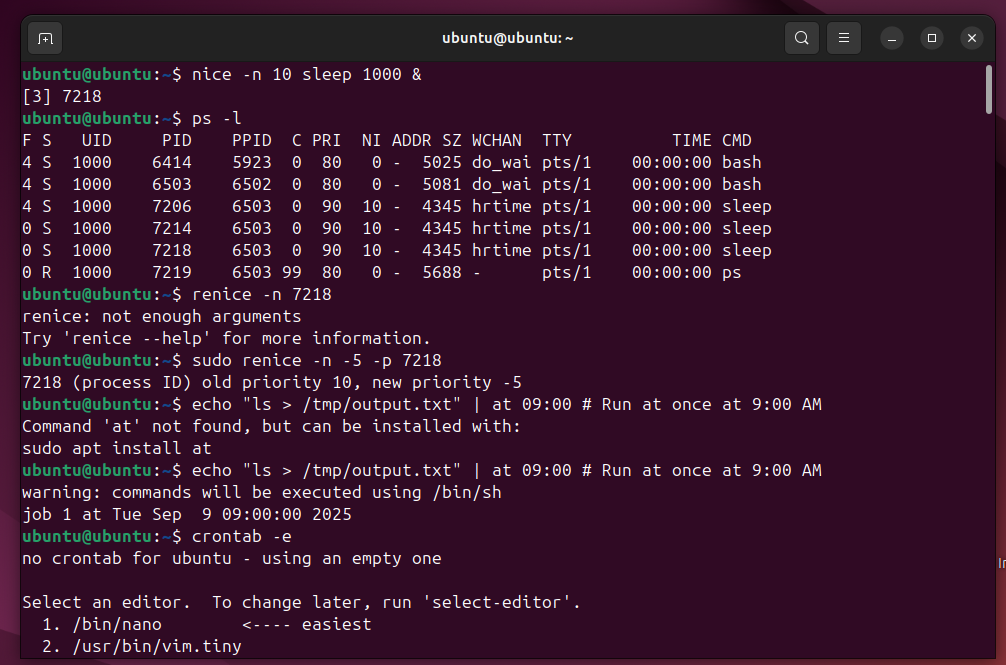 ubuntu@ubuntu: ~
ubuntu@ubuntu:~$ nice -n 10 sleep 1000 &
[3] 7218
ubuntu@ubuntu:~$ ps -l
F S   UID     PID    PPID  C PRI  NI ADDR SZ WCHAN  TTY          TIME CMD
4 S  1000    6414    5923  0  80   0 -  5025 do_wai pts/1    00:00:00 bash
4 S  1000    6503    6502  0  80   0 -  5081 do_wai pts/1    00:00:00 bash
4 S  1000    7206    6503  0  90  10 -  4345 hrtime pts/1    00:00:00 sleep
0 S  1000    7214    6503  0  90  10 -  4345 hrtime pts/1    00:00:00 sleep
0 S  1000    7218    6503  0  90  10 -  4345 hrtime pts/1    00:00:00 sleep
0 R  1000    7219    6503 99  80   0 -  5688 -      pts/1    00:00:00 ps
ubuntu@ubuntu:~$ renice -n 7218
renice: not enough arguments
Try 'renice --help' for more information.
ubuntu@ubuntu:~$ sudo renice -n -5 -p 7218
7218 (process ID) old priority 10, new priority -5
ubuntu@ubuntu:~$ echo "ls > /tmp/output.txt" | at 09:00 # Run at once at 9:00 AM
Command 'at' not found, but can be installed with:
sudo apt install at
ubuntu@ubuntu:~$ echo "ls > /tmp/output.txt" | at 09:00 # Run at once at 9:00 AM
warning: commands will be executed using /bin/sh
job 1 at Tue Sep  9 09:00:00 2025
ubuntu@ubuntu:~$ crontab -e
no crontab for ubuntu - using an empty one
Select an editor.  To change later, run 'select-editor'.
  1. /bin/nano        <---- easiest
  2. /usr/bin/vim.tiny